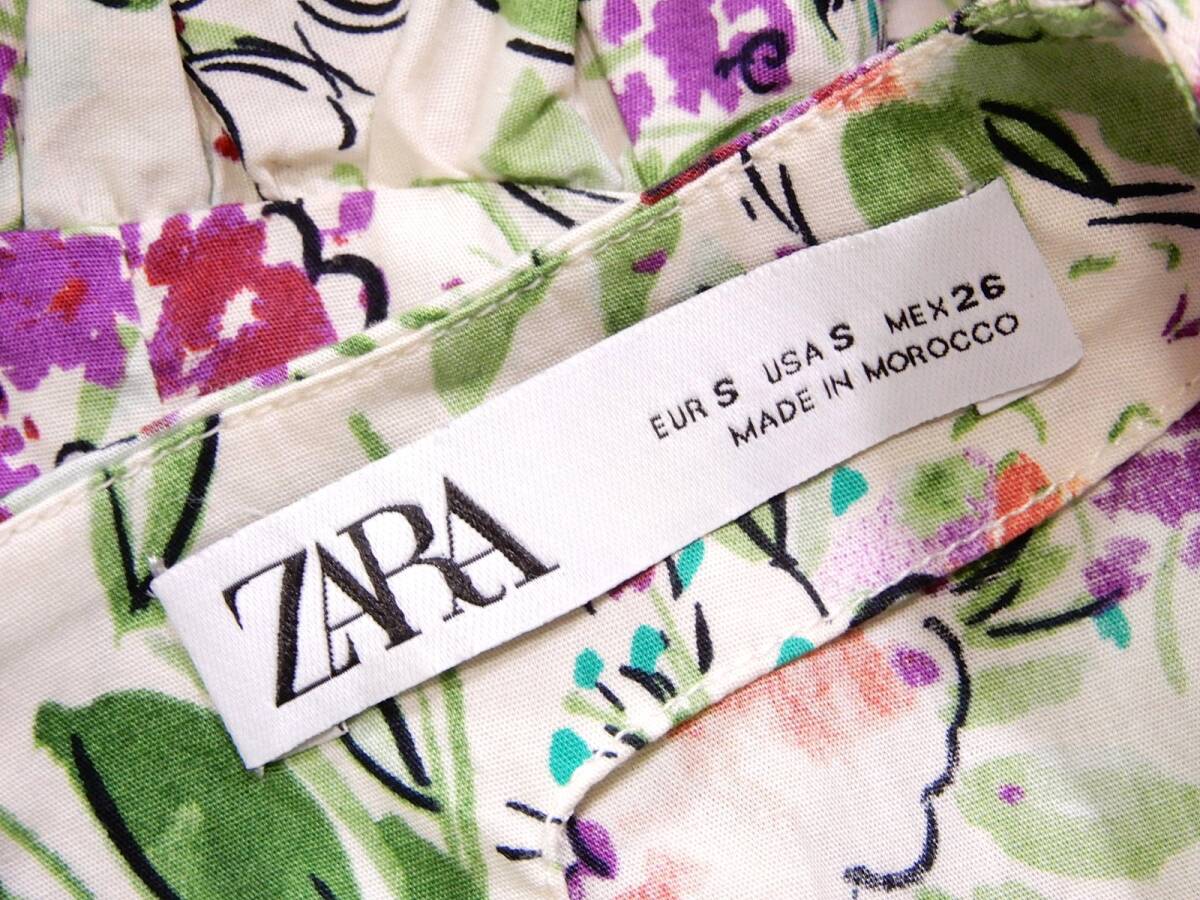 ZARA
EUR S USA S MEX 26
MADE IN MOROCCO